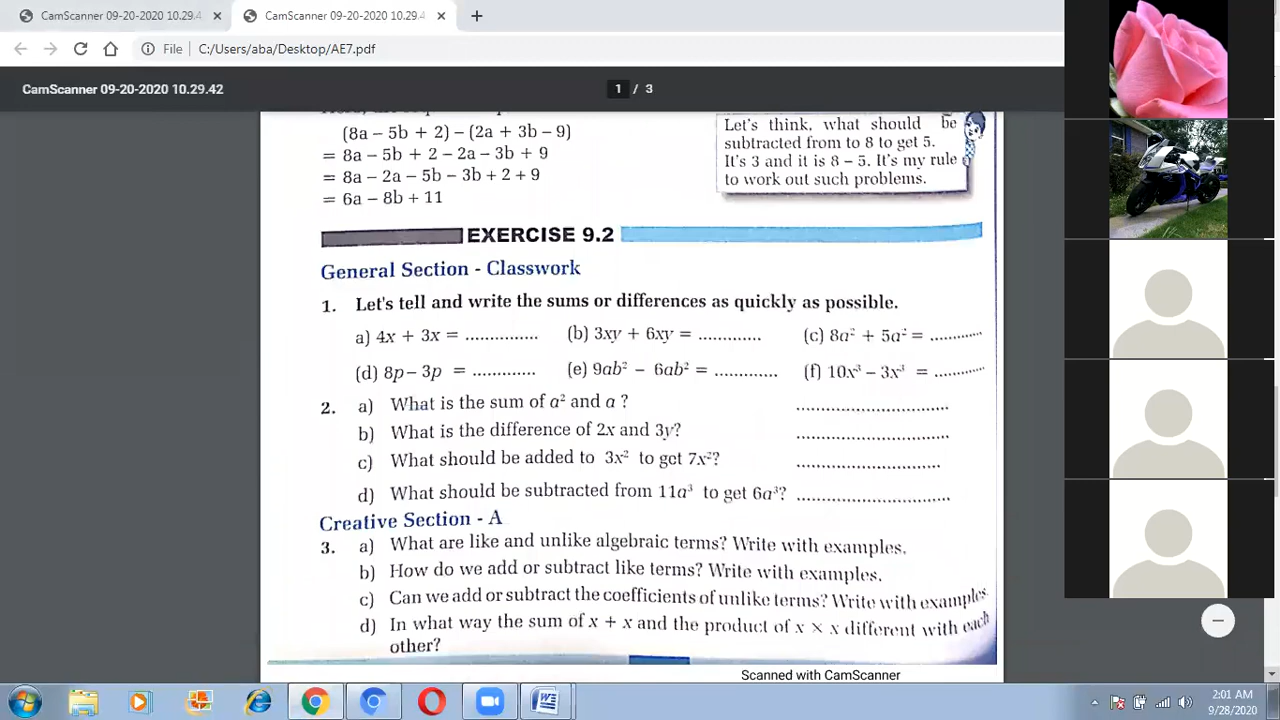 CamScanner 09-20-2020 10.29.4
CamScanner 09-20-2020 10.29.4
File C:/Users/aba/Desktop/AE7.pdf
CamScanner 09-20-2020 10.29.42
1 / 3
(8a – 5b + 2) – (2a + 3b – 9)
= 8a – 5b + 2 – 2a – 3b + 9
= 8a – 2a – 5b – 3b + 2 + 9
= 6a – 8b + 11
Let's think, what should be
subtracted from to 8 to get 5.
It's 3 and it is 8 – 5. It's my rule
to work out such problems.
EXERCISE 9.2
General Section - Classwork
1. Let's tell and write the sums or differences as quickly as possible.
a) 4x + 3x = .............. (b) 3xy + 6xy = ............ (c) 8a² + 5a² = ..........
(d) 8p – 3p = ............ (e) 9ab² – 6ab² = ............ (f) 10x³ – 3x³ = ..........
2. a) What is the sum of a² and a ? .............................
b) What is the difference of 2x and 3y? .............................
c) What should be added to 3x² to get 7x²? ...........................
d) What should be subtracted from 11a³ to get 6a³? .............................
Creative Section - A
3. a) What are like and unlike algebraic terms? Write with examples.
b) How do we add or subtract like terms? Write with examples.
c) Can we add or subtract the coefficients of unlike terms? Write with examples.
d) In what way the sum of x + x and the product of x × x different with each
other?
Scanned with CamScanner
2:01 AM
9/28/2020